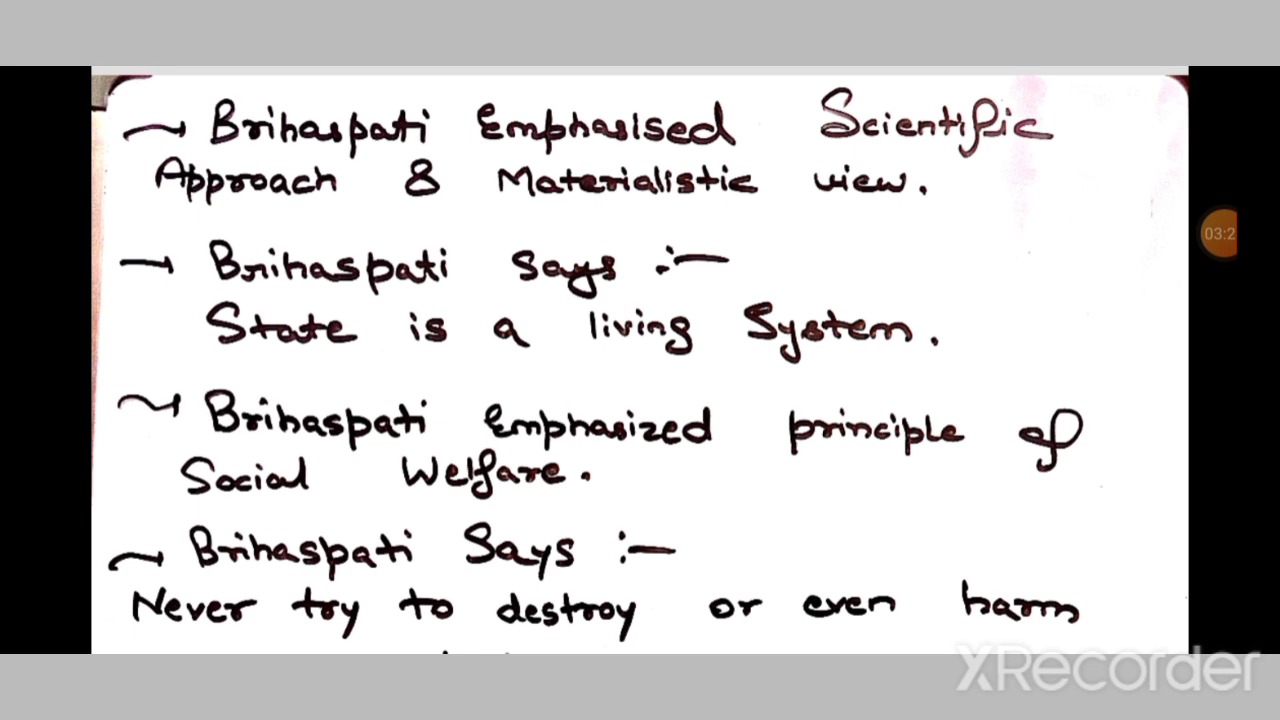 → Brihaspati Emphasised Scientific
Approach & Materialistic view.
→ Brihaspati Says :-
State is a living System.
→ Brihaspati Emphasized principle of
Social Welfare.
→ Brihaspati Says :-
Never try to destroy or even harm
03:2
XRecorder